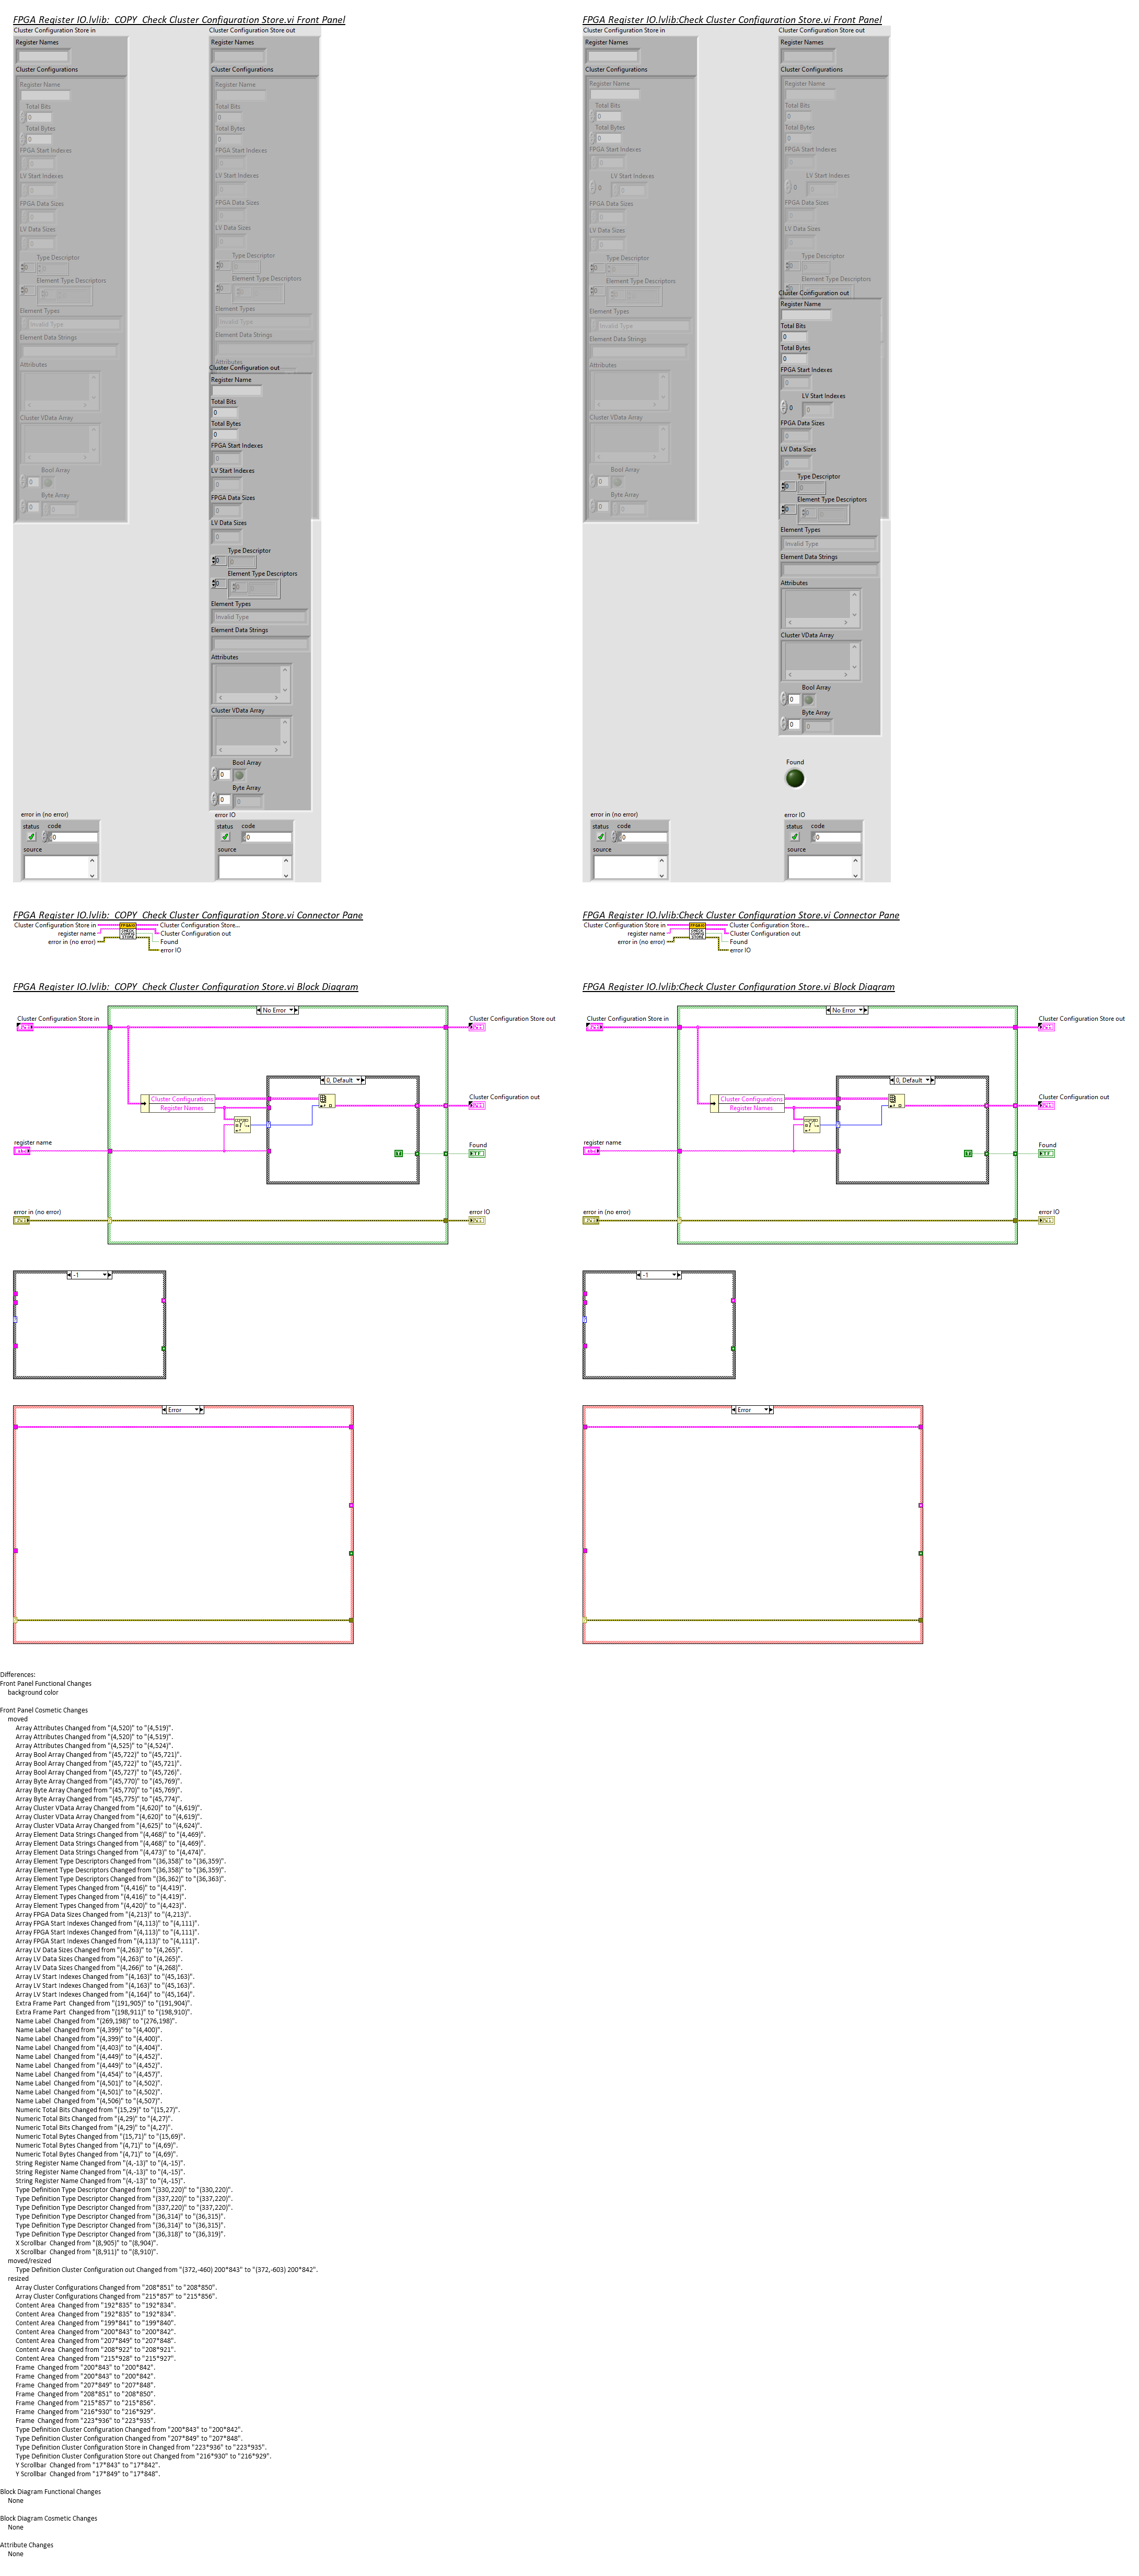 FPGA Register IO.lvlib:_COPY_Check Cluster Configuration Store.vi Front Panel
Cluster Configuration Store in
Cluster Configuration Store out
Register Names
Register Names
Cluster Configurations
Cluster Configurations
Register Name
Register Name
Total Bits
Total Bits
0
0
Total Bytes
Total Bytes
0
0
FPGA Start Indexes
FPGA Start Indexes
0
0
LV Start Indexes
LV Start Indexes
0
0
FPGA Data Sizes
FPGA Data Sizes
0
0
LV Data Sizes
LV Data Sizes
0
0
Type Descriptor
Type Descriptor
0
0
Element Type Descriptors
Element Type Descriptors
0
0
Element Types
Element Types
Invalid Type
Invalid Type
Element Data Strings
Element Data Strings
Attributes
Attributes
Cluster VData Array
Bool Array
0
Byte Array
0
Cluster Configuration out
Register Name
Total Bits
0
Total Bytes
0
FPGA Start Indexes
0
LV Start Indexes
0
FPGA Data Sizes
0
LV Data Sizes
0
Type Descriptor
0
Element Type Descriptors
0
Element Types
Invalid Type
Element Data Strings
Attributes
Cluster VData Array
Bool Array
0
Byte Array
0
error in (no error)
status code
0
source
error IO
status code
0
source
FPGA Register IO.lvlib:Check Cluster Configuration Store.vi Front Panel
Cluster Configuration Store in
Cluster Configuration Store out
Register Names
Register Names
Cluster Configurations
Cluster Configurations
Register Name
Register Name
Total Bits
Total Bits
0
0
Total Bytes
Total Bytes
0
0
FPGA Start Indexes
FPGA Start Indexes
0
0
LV Start Indexes
LV Start Indexes
0
0
FPGA Data Sizes
FPGA Data Sizes
0
0
LV Data Sizes
LV Data Sizes
0
0
Type Descriptor
Type Descriptor
0
0
Element Type Descriptors
Element Type Descriptors
0
Element Types
Invalid Type
Element Data Strings
Attributes
Cluster VData Array
Bool Array
0
Byte Array
0
Cluster Configuration out
Register Name
Total Bits
0
Total Bytes
0
FPGA Start Indexes
0
LV Start Indexes
0
FPGA Data Sizes
0
LV Data Sizes
0
Type Descriptor
0
Element Type Descriptors
0
Element Types
Invalid Type
Element Data Strings
Attributes
Cluster VData Array
Bool Array
0
Byte Array
0
Found
error in (no error)
status code
0
source
error IO
status code
0
source
FPGA Register IO.lvlib:_COPY_Check Cluster Configuration Store.vi Connector Pane
Cluster Configuration Store in
register name
error in (no error)
Cluster Configuration Store...
Cluster Configuration out
Found
error IO
FPGA Register IO.lvlib:Check Cluster Configuration Store.vi Connector Pane
Cluster Configuration Store in
register name
error in (no error)
Cluster Configuration Store...
Cluster Configuration out
Found
error IO
FPGA Register IO.lvlib:_COPY_Check Cluster Configuration Store.vi Block Diagram
No Error
Cluster Configuration Store in
Cluster Configuration Store out
0, Default
Cluster Configurations
Register Names
Cluster Configuration out
register name
Found
error in (no error)
error IO
-1
Error
FPGA Register IO.lvlib:Check Cluster Configuration Store.vi Block Diagram
No Error
Cluster Configuration Store in
Cluster Configuration Store out
0, Default
Cluster Configurations
Register Names
Cluster Configuration out
register name
Found
error in (no error)
error IO
-1
Error
Differences:
Front Panel Functional Changes
background color
Front Panel Cosmetic Changes
moved
Array Attributes Changed from "(4,520)" to "(4,519)".
Array Attributes Changed from "(4,520)" to "(4,519)".
Array Attributes Changed from "(4,525)" to "(4,524)".
Array Bool Array Changed from "(45,722)" to "(45,721)".
Array Bool Array Changed from "(45,722)" to "(45,721)".
Array Bool Array Changed from "(45,727)" to "(45,726)".
Array Byte Array Changed from "(45,770)" to "(45,769)".
Array Byte Array Changed from "(45,770)" to "(45,769)".
Array Byte Array Changed from "(45,775)" to "(45,774)".
Array Cluster VData Array Changed from "(4,620)" to "(4,619)".
Array Cluster VData Array Changed from "(4,620)" to "(4,619)".
Array Cluster VData Array Changed from "(4,625)" to "(4,624)".
Array Element Data Strings Changed from "(4,468)" to "(4,469)".
Array Element Data Strings Changed from "(4,468)" to "(4,469)".
Array Element Data Strings Changed from "(4,473)" to "(4,474)".
Array Element Type Descriptors Changed from "(36,358)" to "(36,359)".
Array Element Type Descriptors Changed from "(36,358)" to "(36,359)".
Array Element Type Descriptors Changed from "(36,362)" to "(36,363)".
Array Element Types Changed from "(4,416)" to "(4,419)".
Array Element Types Changed from "(4,416)" to "(4,419)".
Array Element Types Changed from "(4,420)" to "(4,423)".
Array FPGA Data Sizes Changed from "(4,213)" to "(4,213)".
Array FPGA Start Indexes Changed from "(4,113)" to "(4,111)".
Array FPGA Start Indexes Changed from "(4,113)" to "(4,111)".
Array FPGA Start Indexes Changed from "(4,113)" to "(4,111)".
Array LV Data Sizes Changed from "(4,263)" to "(4,265)".
Array LV Data Sizes Changed from "(4,263)" to "(4,265)".
Array LV Data Sizes Changed from "(4,266)" to "(4,268)".
Array LV Start Indexes Changed from "(4,163)" to "(45,163)".
Array LV Start Indexes Changed from "(4,163)" to "(45,163)".
Array LV Start Indexes Changed from "(4,164)" to "(45,164)".
Extra Frame Part  Changed from "(191,905)" to "(191,904)".
Extra Frame Part  Changed from "(198,911)" to "(198,910)".
Name Label  Changed from "(269,198)" to "(276,198)".
Name Label  Changed from "(4,399)" to "(4,400)".
Name Label  Changed from "(4,399)" to "(4,400)".
Name Label  Changed from "(4,403)" to "(4,404)".
Name Label  Changed from "(4,449)" to "(4,452)".
Name Label  Changed from "(4,449)" to "(4,452)".
Name Label  Changed from "(4,454)" to "(4,457)".
Name Label  Changed from "(4,501)" to "(4,502)".
Name Label  Changed from "(4,501)" to "(4,502)".
Name Label  Changed from "(4,506)" to "(4,507)".
Numeric Total Bits Changed from "(15,29)" to "(15,27)".
Numeric Total Bits Changed from "(4,29)" to "(4,27)".
Numeric Total Bits Changed from "(4,29)" to "(4,27)".
Numeric Total Bytes Changed from "(15,71)" to "(15,69)".
Numeric Total Bytes Changed from "(4,71)" to "(4,69)".
Numeric Total Bytes Changed from "(4,71)" to "(4,69)".
String Register Name Changed from "(4,-13)" to "(4,-15)".
String Register Name Changed from "(4,-13)" to "(4,-15)".
String Register Name Changed from "(4,-13)" to "(4,-15)".
Type Definition Type Descriptor Changed from "(330,220)" to "(330,220)".
Type Definition Type Descriptor Changed from "(337,220)" to "(337,220)".
Type Definition Type Descriptor Changed from "(337,220)" to "(337,220)".
Type Definition Type Descriptor Changed from "(36,314)" to "(36,315)".
Type Definition Type Descriptor Changed from "(36,314)" to "(36,315)".
Type Definition Type Descriptor Changed from "(36,318)" to "(36,319)".
X Scrollbar  Changed from "(8,905)" to "(8,904)".
X Scrollbar  Changed from "(8,911)" to "(8,910)".
moved/resized
Type Definition Cluster Configuration out Changed from "(372,-460) 200*843" to "(372,-603) 200*842".
resized
Array Cluster Configurations Changed from "208*851" to "208*850".
Array Cluster Configurations Changed from "215*857" to "215*856".
Content Area  Changed from "192*835" to "192*834".
Content Area  Changed from "192*835" to "192*834".
Content Area  Changed from "199*841" to "199*840".
Content Area  Changed from "200*843" to "200*842".
Content Area  Changed from "207*849" to "207*848".
Content Area  Changed from "208*922" to "208*921".
Content Area  Changed from "215*928" to "215*927".
Frame  Changed from "200*843" to "200*842".
Frame  Changed from "200*843" to "200*842".
Frame  Changed from "207*849" to "207*848".
Frame  Changed from "208*851" to "208*850".
Frame  Changed from "215*857" to "215*856".
Frame  Changed from "216*930" to "216*929".
Frame  Changed from "223*936" to "223*935".
Type Definition Cluster Configuration Changed from "200*843" to "200*842".
Type Definition Cluster Configuration Changed from "207*849" to "207*848".
Type Definition Cluster Configuration Store in Changed from "223*936" to "223*935".
Type Definition Cluster Configuration Store out Changed from "216*930" to "216*929".
Y Scrollbar  Changed from "17*843" to "17*842".
Y Scrollbar  Changed from "17*849" to "17*848".
Block Diagram Functional Changes
None
Block Diagram Cosmetic Changes
None
Attribute Changes
None